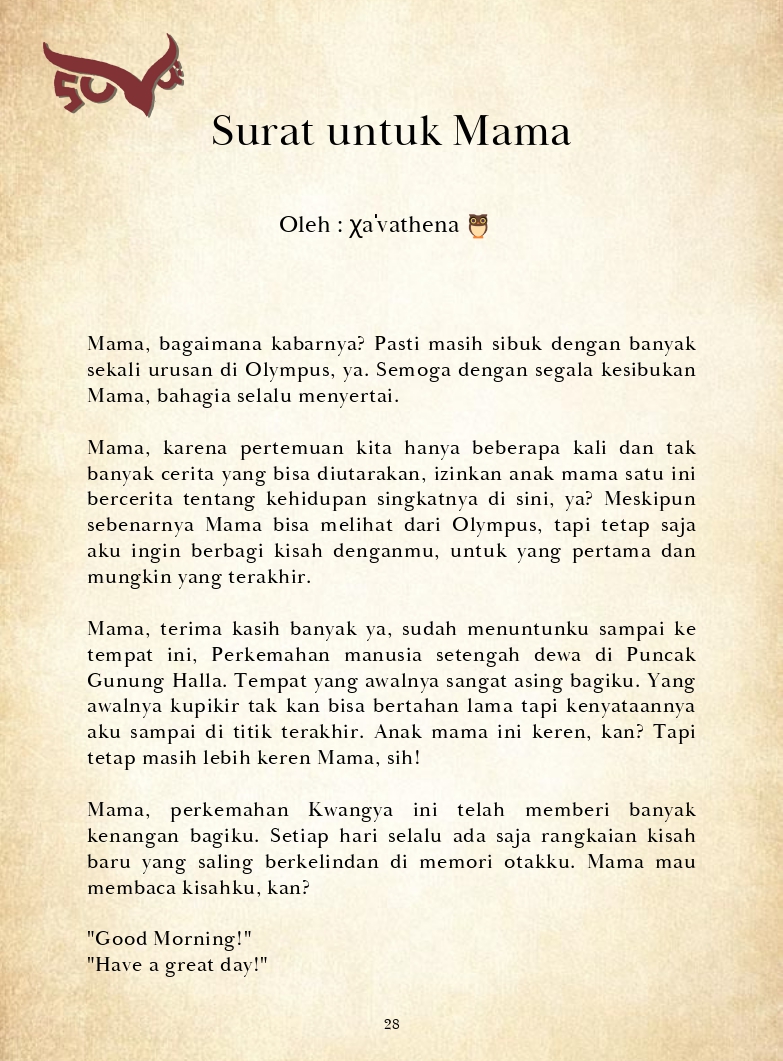 Surat untuk Mama
Oleh : χa'vathena
Mama, bagaimana kabarnya? Pasti masih sibuk dengan banyak
sekali urusan di Olympus, ya. Semoga dengan segala kesibukan
Mama, bahagia selalu menyertai.
Mama, karena pertemuan kita hanya beberapa kali dan tak
banyak cerita yang bisa diutarakan, izinkan anak mama satu ini
bercerita tentang kehidupan singkatnya di sini, ya? Meskipun
sebenarnya Mama bisa melihat dari Olympus, tapi tetap saja
aku ingin berbagi kisah denganmu, untuk yang pertama dan
mungkin yang terakhir.
Mama, terima kasih banyak ya, sudah menuntunku sampai ke
tempat ini, Perkemahan manusia setengah dewa di Puncak
Gunung Halla. Tempat yang awalnya sangat asing bagiku. Yang
awalnya kupikir tak kan bisa bertahan lama tapi kenyataannya
aku sampai di titik terakhir. Anak mama ini keren, kan? Tapi
tetap masih lebih keren Mama, sih!
Mama, perkemahan Kwangya ini telah memberi banyak
kenangan bagiku. Setiap hari selalu ada saja rangkaian kisah
baru yang saling berkelindan di memori otakku. Mama mau
membaca kisahku, kan?
"Good Morning!"
"Have a great day!"
28